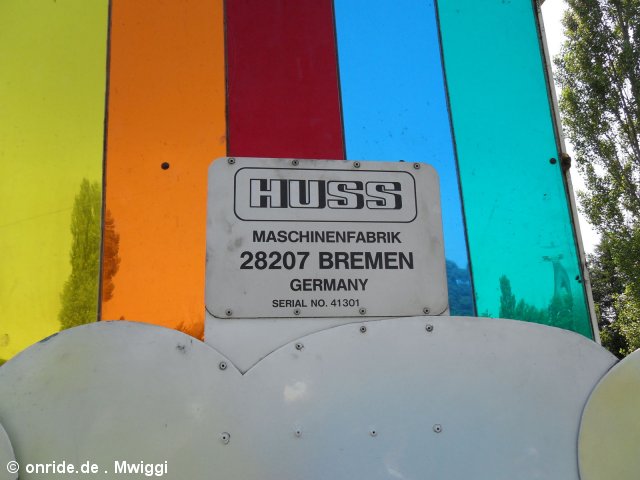 HUSS
MASCHINENFABRIK
28207 BREMEN
GERMANY
SERIAL NO. 41301
© onride.de . Mwiggi